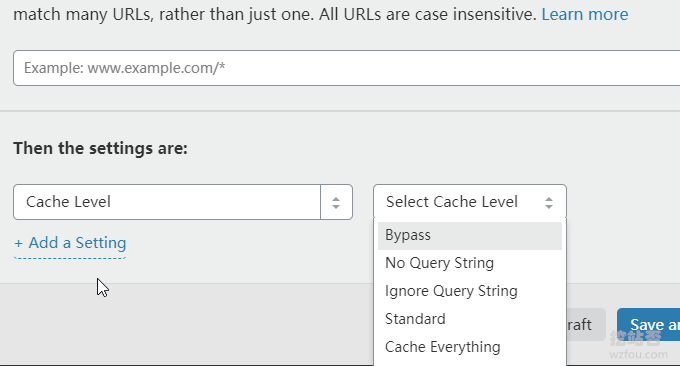 match many URLs, rather than just one. All URLs are case insensitive. Learn more
Example: www.example.com/*
Then the settings are:
Cache Level
Select Cache Level
+ Add a Setting
Bypass
No Query String
Ignore Query String
Standard
Cache Everything
raft
Save an
挖站否
wzfou.com